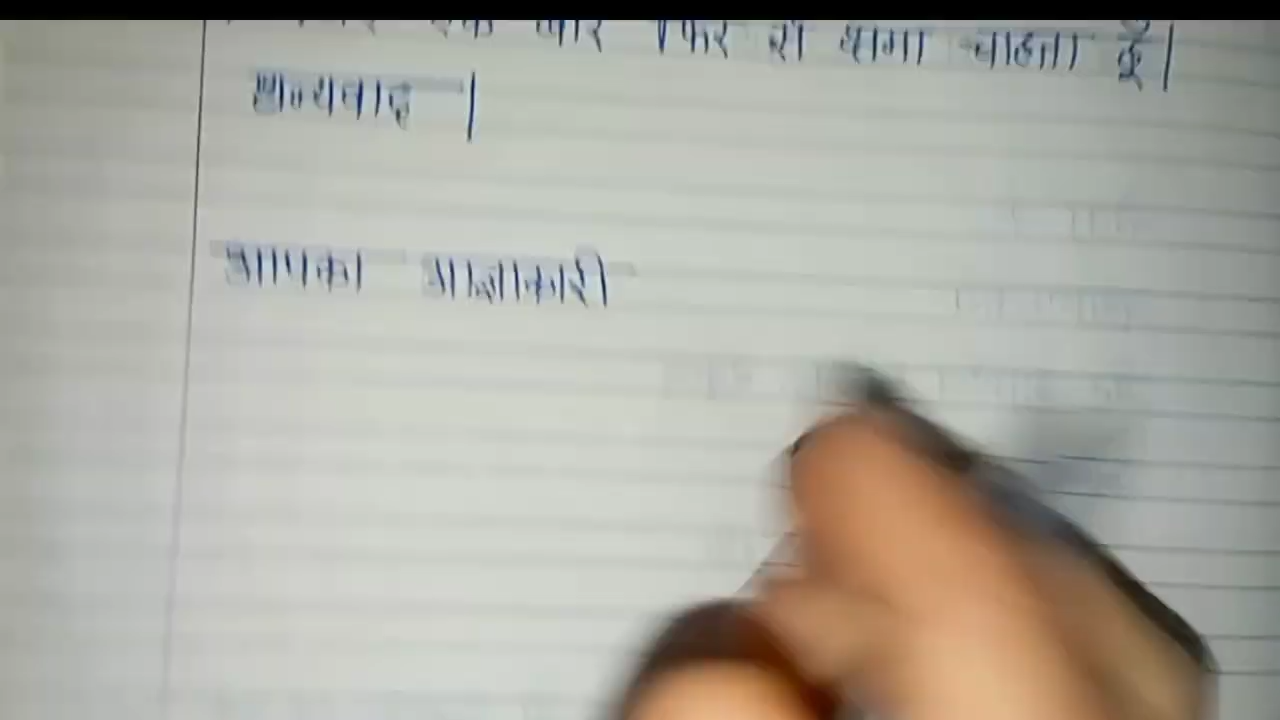 एक बार फिर से क्षमा चाहता हूँ।
धन्यवाद ।
आपका आज्ञाकारी